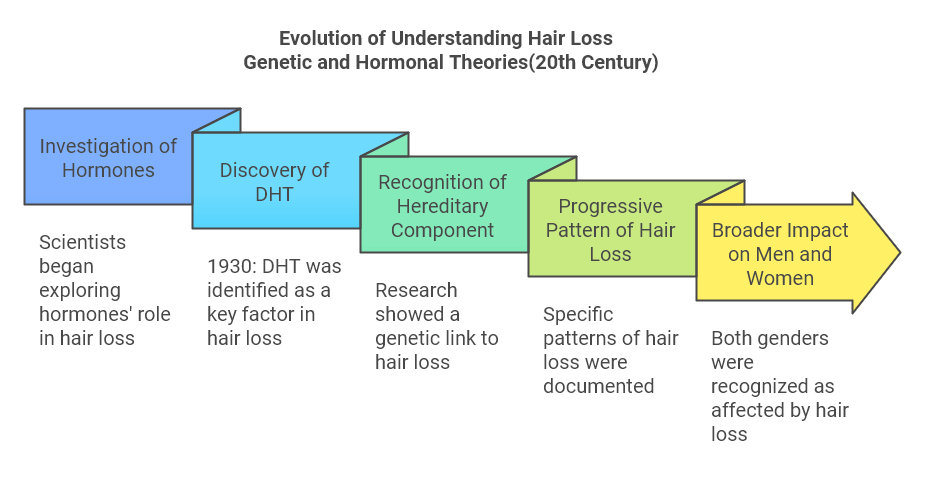 Evolution of Understanding Hair Loss
Genetic and Hormonal Theories(20th Century)
Investigation of
Hormones
Scientists
began
exploring
hormones' role
in hair loss
Discovery of
DHT
1930: DHT was
identified as a
key factor in
hair loss
Recognition of
Hereditary
Component
Research
showed a
genetic link to
hair loss
Progressive
Pattern of Hair
Loss
Specific
patterns of hair
loss were
documented
Broader Impact
on Men and
Women
Both genders
were
recognized as
affected by hair
loss